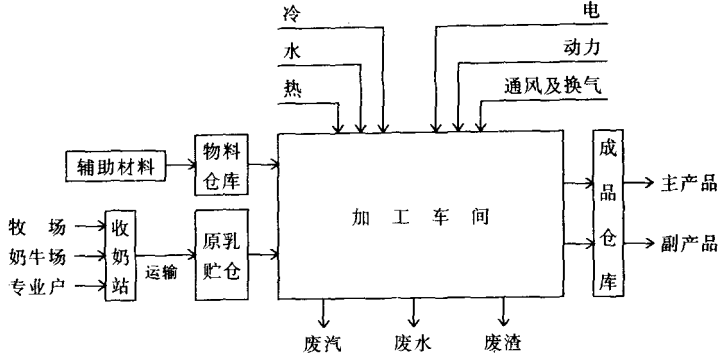 冷
水
热
电
动力
通风及换气
辅助材料
物料
仓库
牧 场
奶牛场
专业户
收奶站
运输
原乳
贮仓
加 工 车 间
成品仓库
主产品
副产品
废汽
废水
废渣